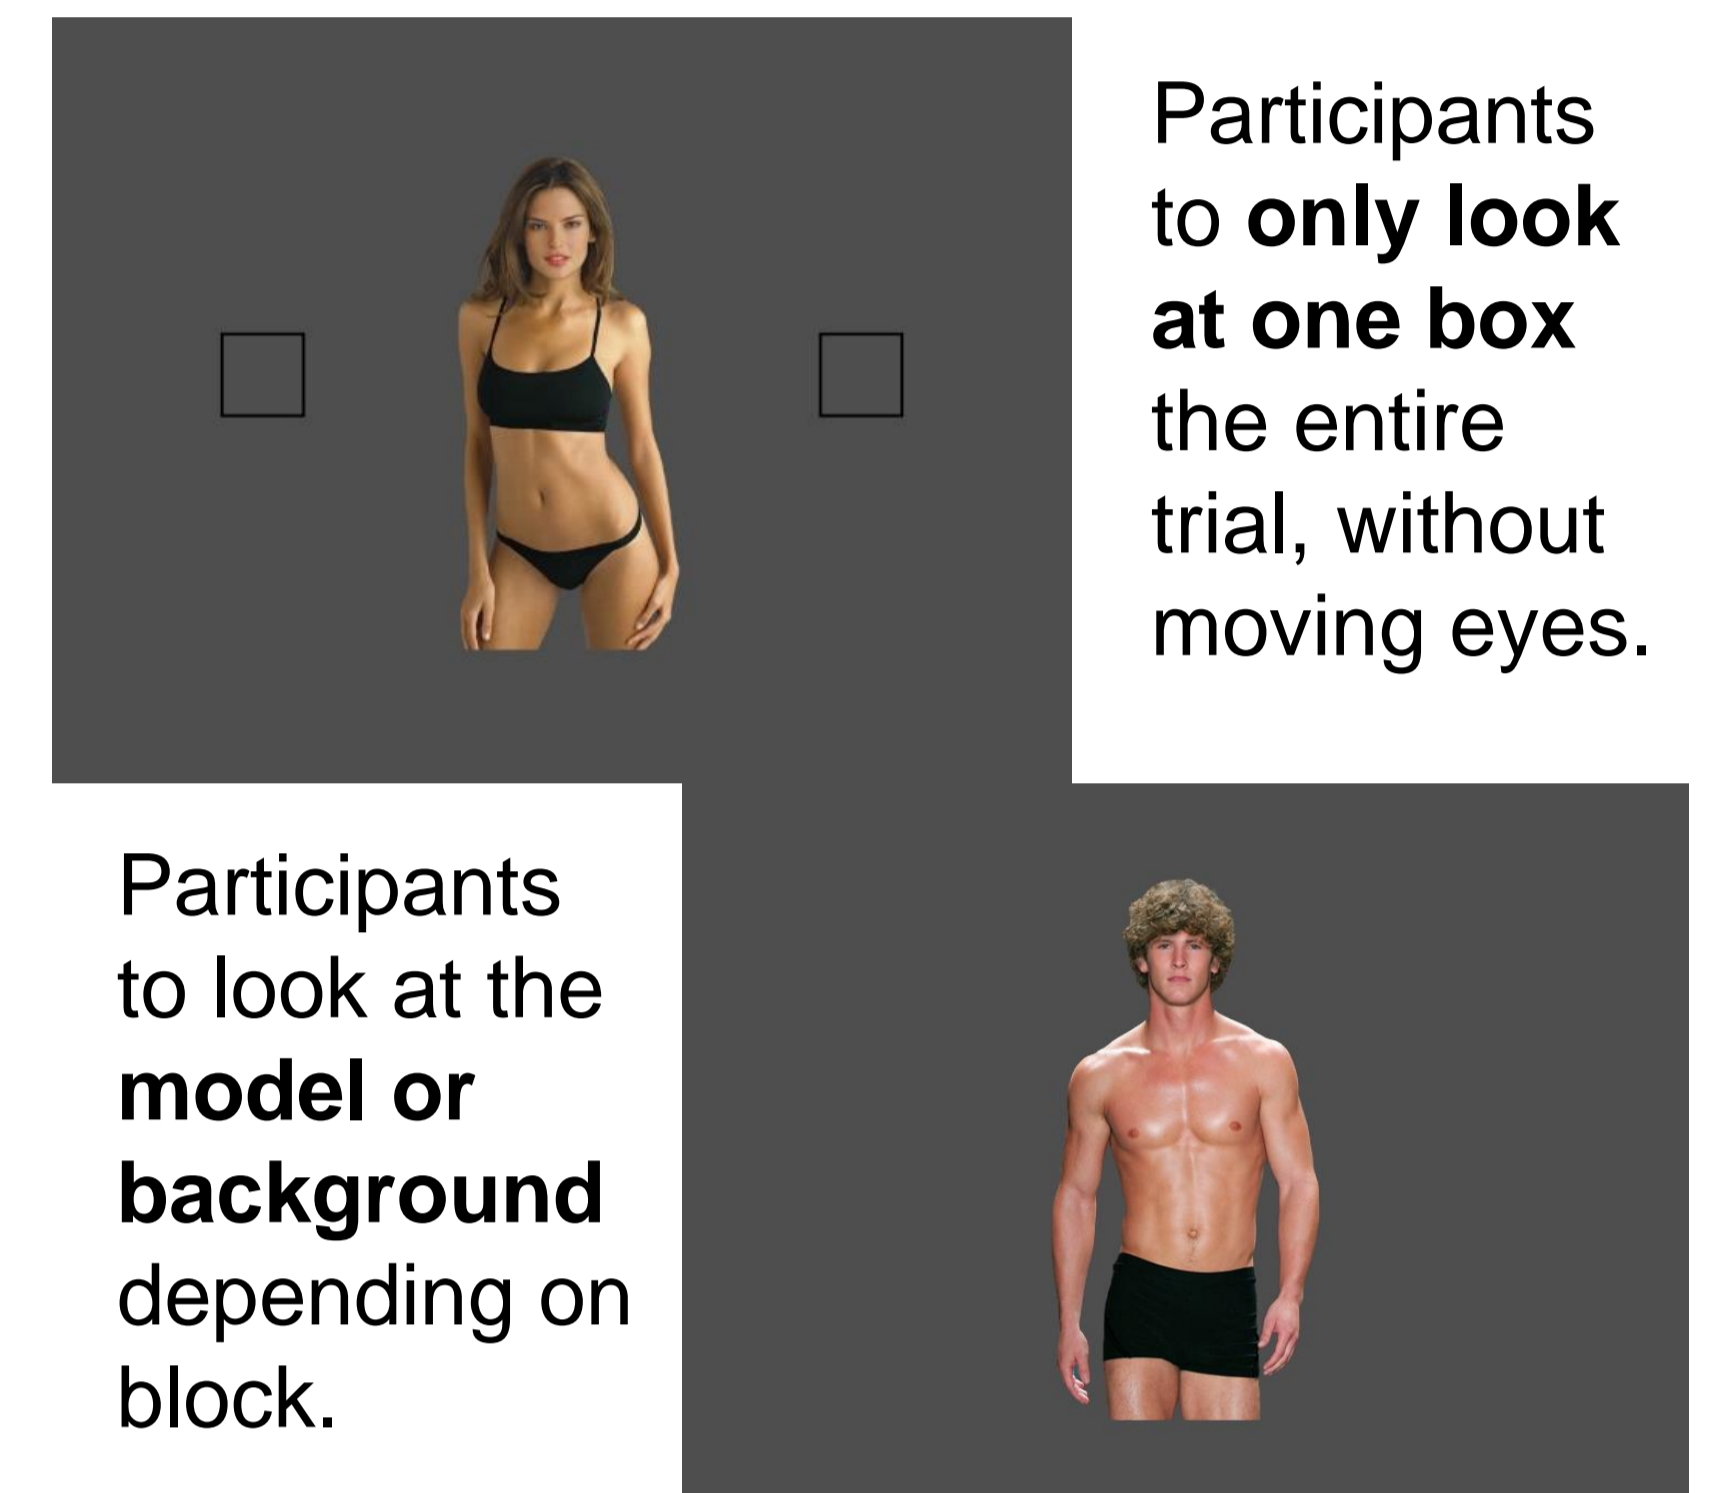 Participants
to only look
at one box
the entire
trial, without
moving eyes.
Participants
to look at the
model or
background
depending on
block.